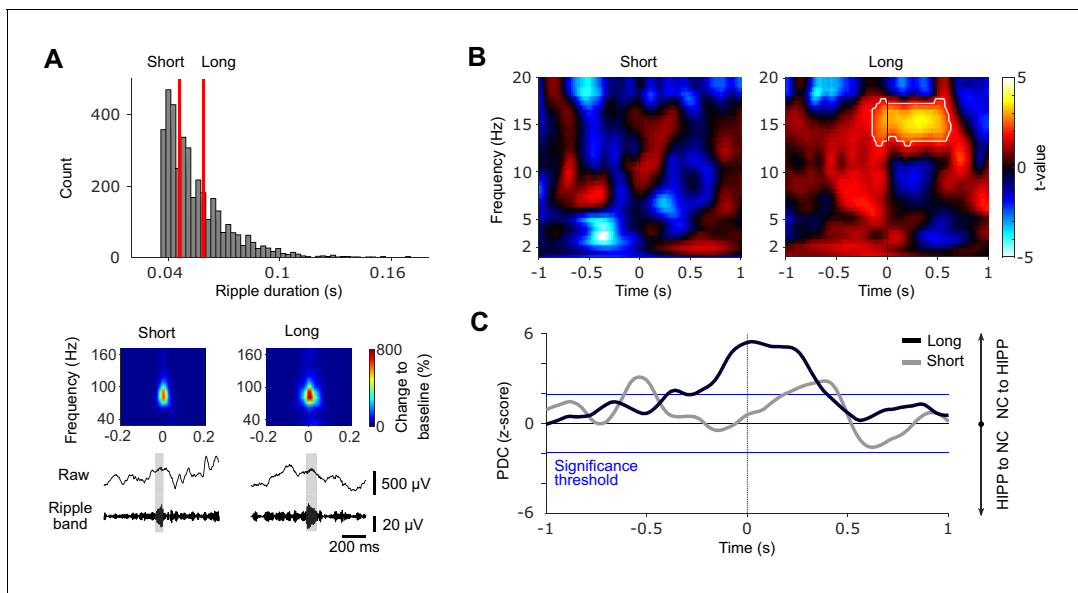 A
Short Long
Count
400
200
0
0.04 0.1 0.16
Ripple duration (s)
Short Long
Frequency (Hz)
160
100
40
-0.2 0 0.2
-0.2 0 0.2
800
0
Change to
baseline (%)
Raw
500 µV
Ripple
band
20 µV
200 ms
B
Short Long
Frequency (Hz)
20
15
10
5
2
-1 -0.5 0 0.5 1
Time (s)
20
15
10
5
2
-1 -0.5 0 0.5 1
Time (s)
5
0
-5
t-value
C
PDC (z-score)
6
0
-6
Long
Short
Significance
threshold
-1 -0.5 0 0.5 1
Time (s)
HIPP to NC NC to HIPP